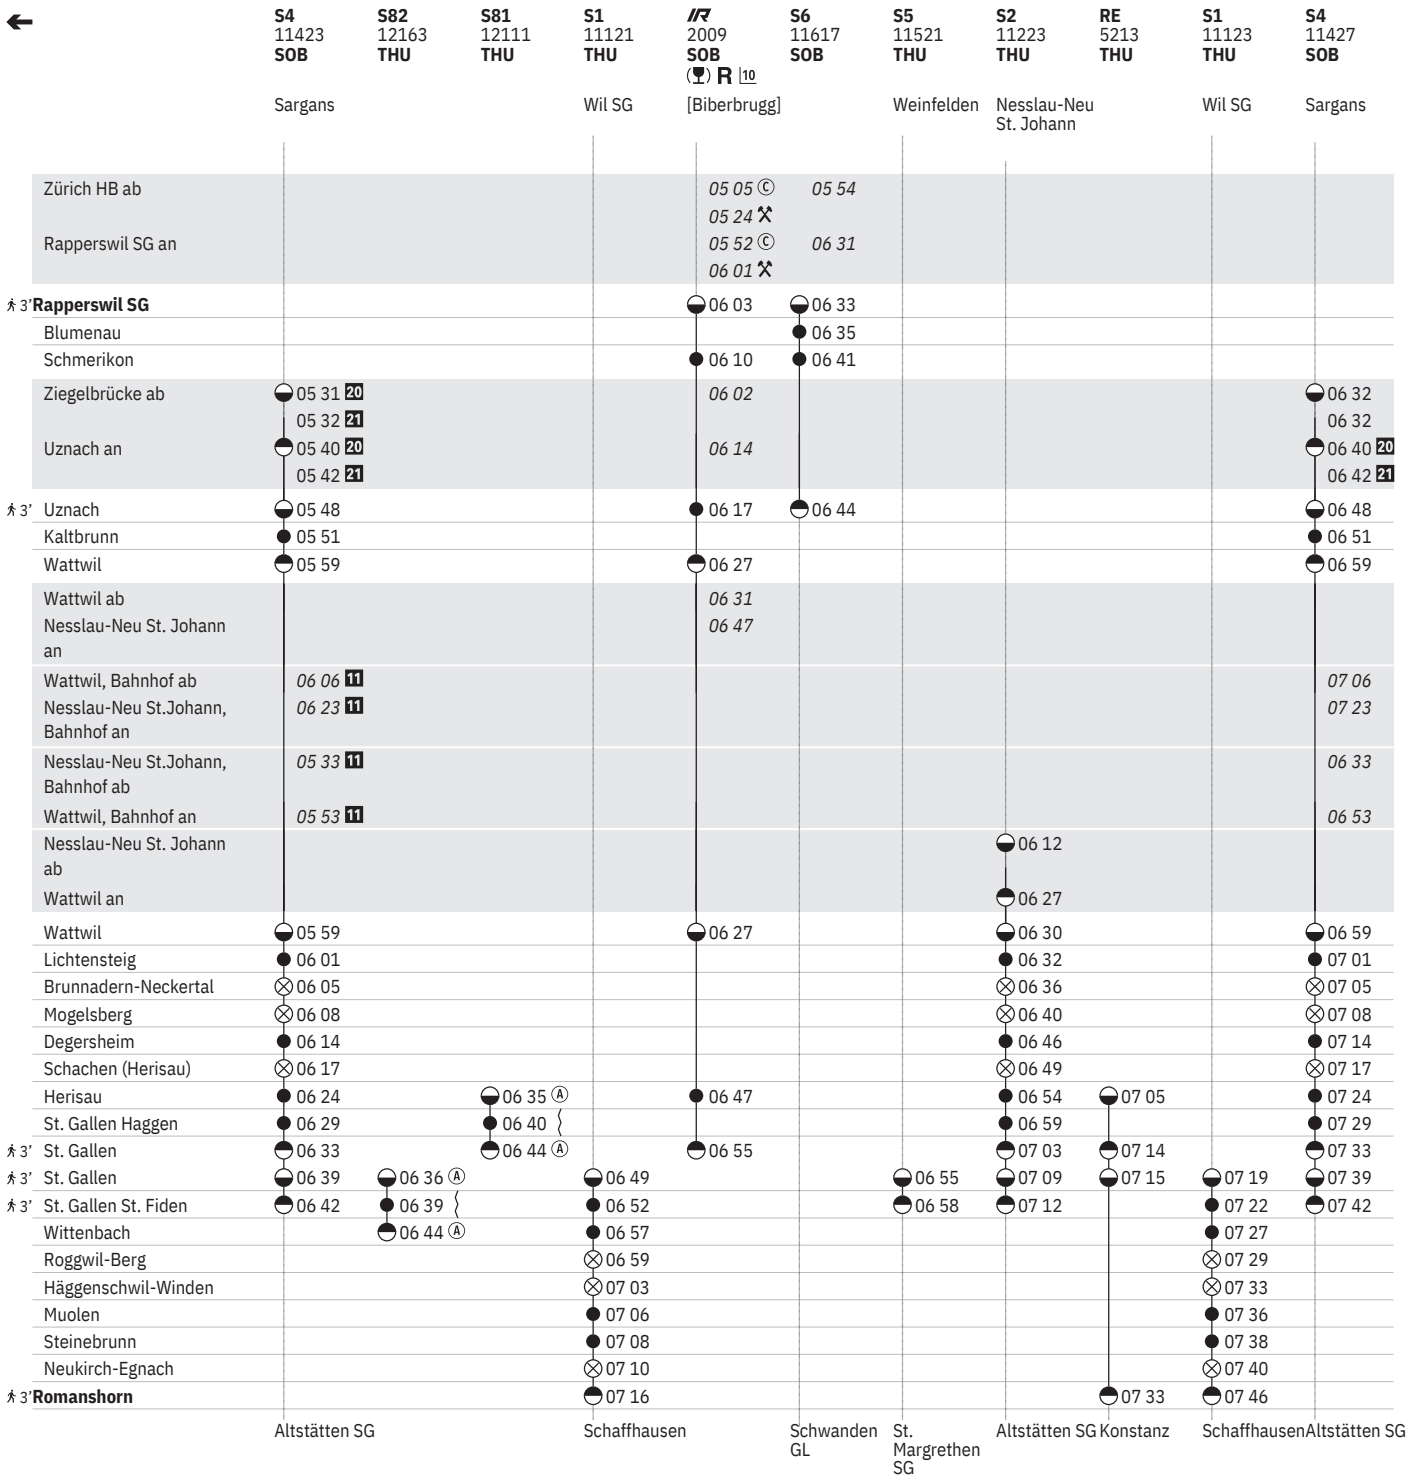 S4 S82 S81 S1 IR S6 S5 S2 RE S1 S4
11423 12163 12111 11121 2009 11617 11521 11223 5213 11123 11427
SOB THU THU THU SOB SOB THU THU THU THU SOB
R 10
Sargans Wil SG [Biberbrugg] Weinfelden Nesslau-Neu Wil SG Sargans
St. Johann
Zürich HB ab 05 05 Ⓒ 05 54
05 24
Rapperswil SG an 05 52 Ⓒ 06 31
06 01
3' Rapperswil SG 06 03 06 33
Blumenau 06 35
Schmerikon 06 10 06 41
Ziegelbrücke ab 05 31 20 06 02 06 32
05 32 21 06 32
Uznach an 05 40 20 06 14 06 40 20
05 42 21 06 42 21
3' Uznach 05 48 06 17 06 44 06 48
Kaltbrunn 05 51 06 51
Wattwil 05 59 06 27 06 59
Wattwil ab 06 31
Nesslau-Neu St. Johann 06 47
an
Wattwil, Bahnhof ab 06 06 11 07 06
Nesslau-Neu St.Johann, 06 23 11 07 23
Bahnhof an
Nesslau-Neu St.Johann, 05 33 11 06 33
Bahnhof ab
Wattwil, Bahnhof an 05 53 11 06 53
Nesslau-Neu St. Johann 06 12
ab
Wattwil an 06 27
Wattwil 05 59 06 27 06 30 06 59
Lichtensteig 06 01 06 32 07 01
Brunnadern-Neckertal 06 05 06 36 07 05
Mogelsberg 06 08 06 40 07 08
Degersheim 06 14 06 46 07 14
Schachen (Herisau) 06 17 06 49 07 17
Herisau 06 24 06 35 Ⓐ 06 47 06 54 07 05 07 24
St. Gallen Haggen 06 29 06 40 06 59 07 29
3' St. Gallen 06 33 06 44 Ⓐ 06 55 07 03 07 14 07 33
3' St. Gallen 06 39 06 36 Ⓐ 06 49 06 55 07 09 07 15 07 19 07 39
3' St. Gallen St. Fiden 06 42 06 39 06 52 06 58 07 12 07 22 07 42
Wittenbach 06 44 Ⓐ 06 57 07 27
Roggwil-Berg 06 59 07 29
Häggenschwil-Winden 07 03 07 33
Muolen 07 06 07 36
Steinebrunn 07 08 07 38
Neukirch-Egnach 07 10 07 40
3' Romanshorn 07 16 07 33 07 46
Altstätten SG Schaffhausen Schwanden St. Altstätten SG Konstanz Schaffhausen Altstätten SG
GL Margrethen
SG